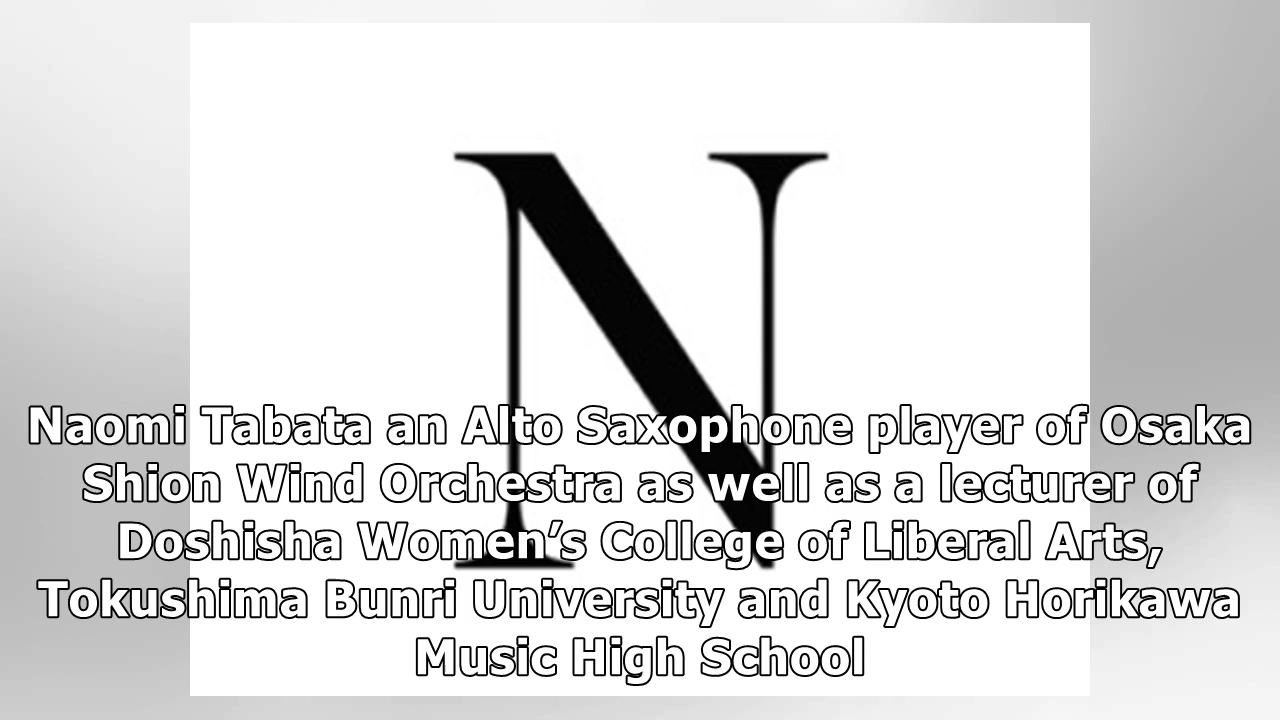 N
Naomi Tabata an Alto Saxophone player of Osaka
Shion Wind Orchestra as well as a lecturer of
Doshisha Women’s College of Liberal Arts,
Tokushima Bunri University and Kyoto Horikawa
Music High School